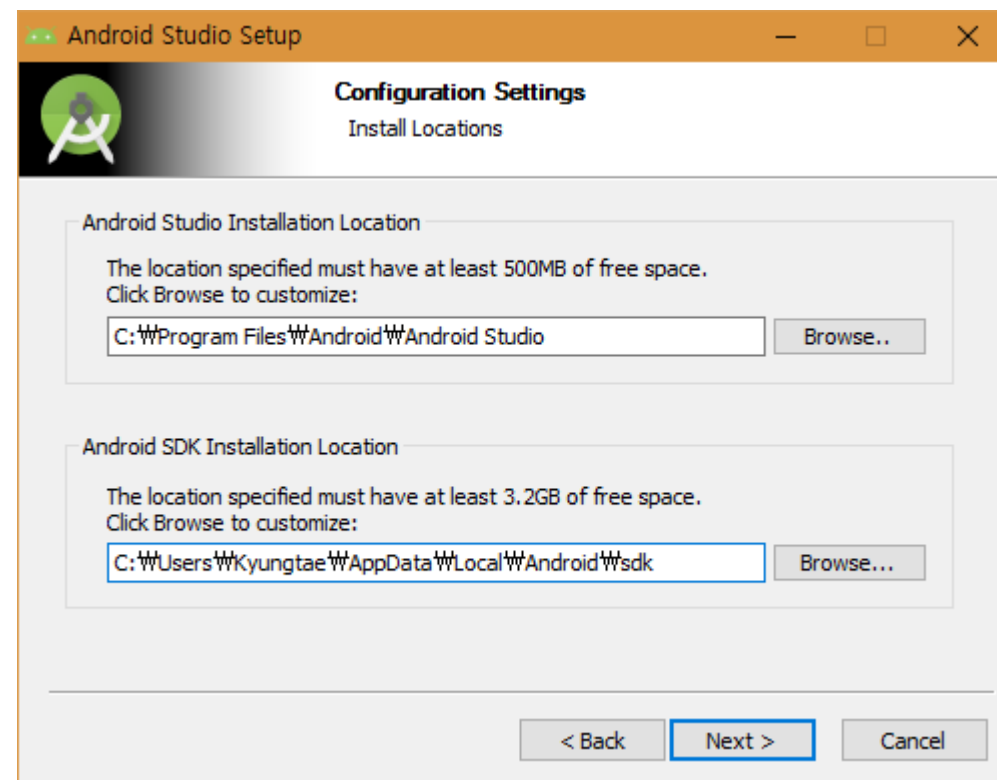 Android Studio Setup
Configuration Settings
Install Locations
Android Studio Installation Location
The location specified must have at least 500MB of free space.
Click Browse to customize:
C:₩Program Files₩Android₩Android Studio
Browse..
Android SDK Installation Location
The location specified must have at least 3.2GB of free space.
Click Browse to customize:
C:₩Users₩Kyungtae₩AppData₩Local₩Android₩sdk
Browse...
< Back
Next >
Cancel